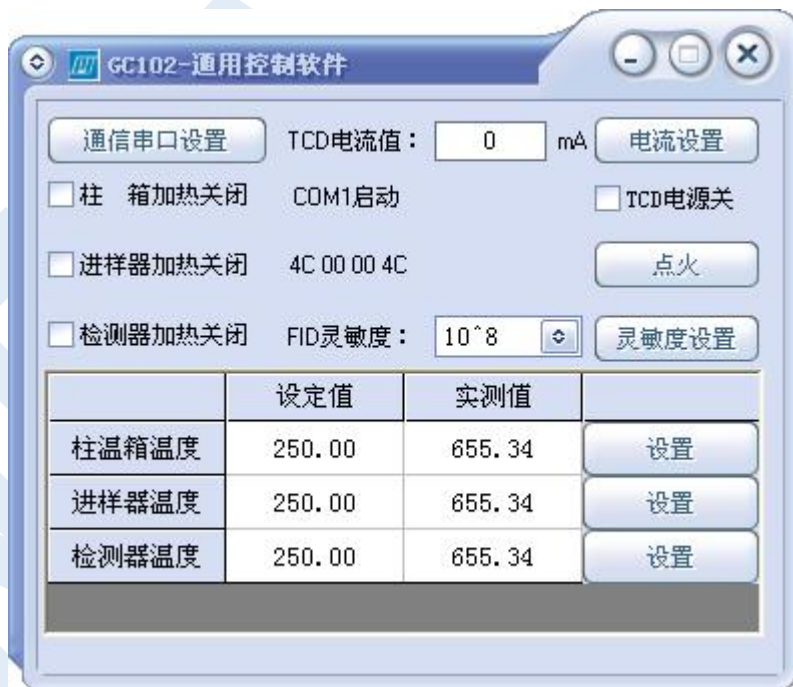 GC102-通用控制软件
通信串口设置 TCD电流值： 0 mA 电流设置
柱 箱加热关闭 COM1启动 TCD电源关
进样器加热关闭 4C 00 00 4C 点火
检测器加热关闭 FID灵敏度： 10^8 灵敏度设置
设定值 实测值
柱温箱温度 250.00 655.34 设置
进样器温度 250.00 655.34 设置
检测器温度 250.00 655.34 设置